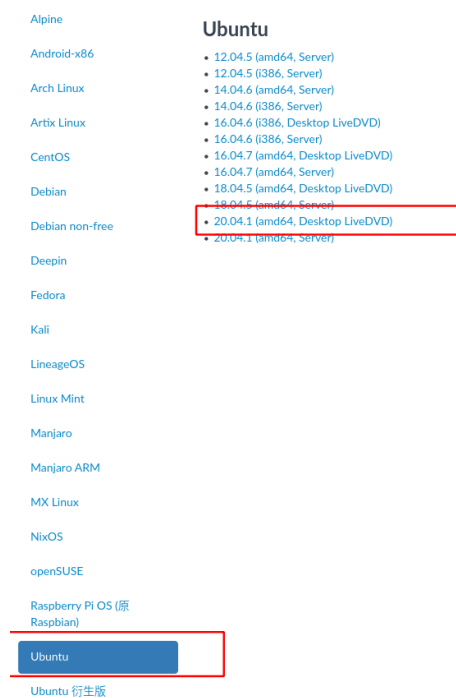 Alpine
Android-x86
Arch Linux
Artix Linux
CentOS
Debian
Debian non-free
Deepin
Fedora
Kali
LineageOS
Linux Mint
Manjaro
Manjaro ARM
MX Linux
NixOS
openSUSE
Raspberry Pi OS (原
Raspbian)
Ubuntu
Ubuntu 衍生版
Ubuntu
12.04.5 (amd64, Server)
12.04.5 (i386, Server)
14.04.6 (amd64, Server)
14.04.6 (i386, Server)
16.04.6 (i386, Desktop LiveDVD)
16.04.6 (i386, Server)
16.04.7 (amd64, Desktop LiveDVD)
16.04.7 (amd64, Server)
18.04.5 (amd64, Desktop LiveDVD)
18.04.5 (amd64, Server)
20.04.1 (amd64, Desktop LiveDVD)
20.04.1 (amd64, Server)